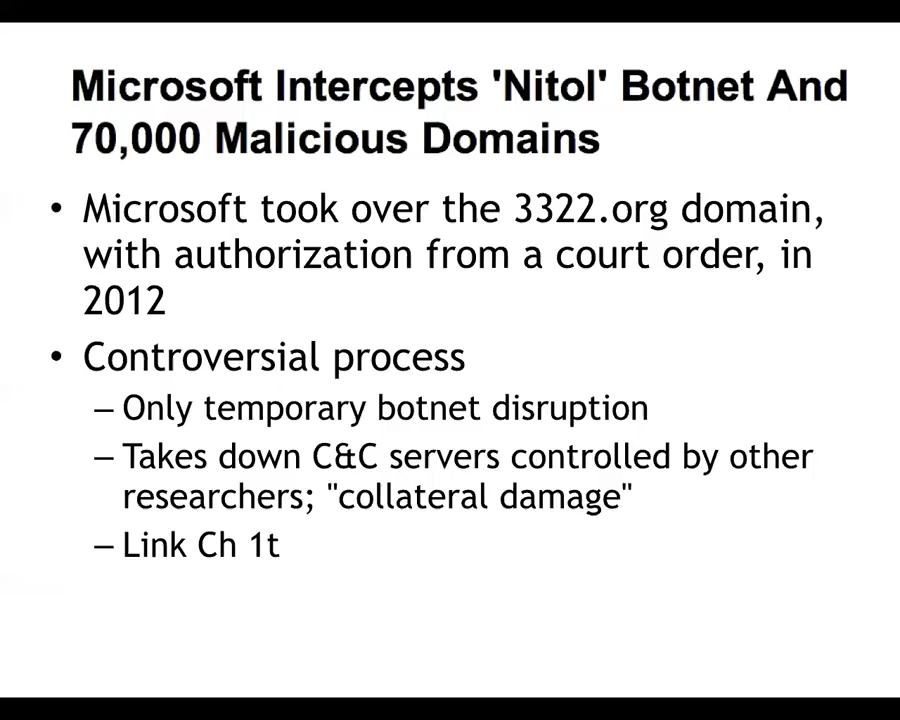 Microsoft Intercepts 'Nitol' Botnet And
70,000 Malicious Domains
• Microsoft took over the 3322.org domain,
with authorization from a court order, in
2012
• Controversial process
– Only temporary botnet disruption
– Takes down C&C servers controlled by other
researchers; "collateral damage"
– Link Ch 1t